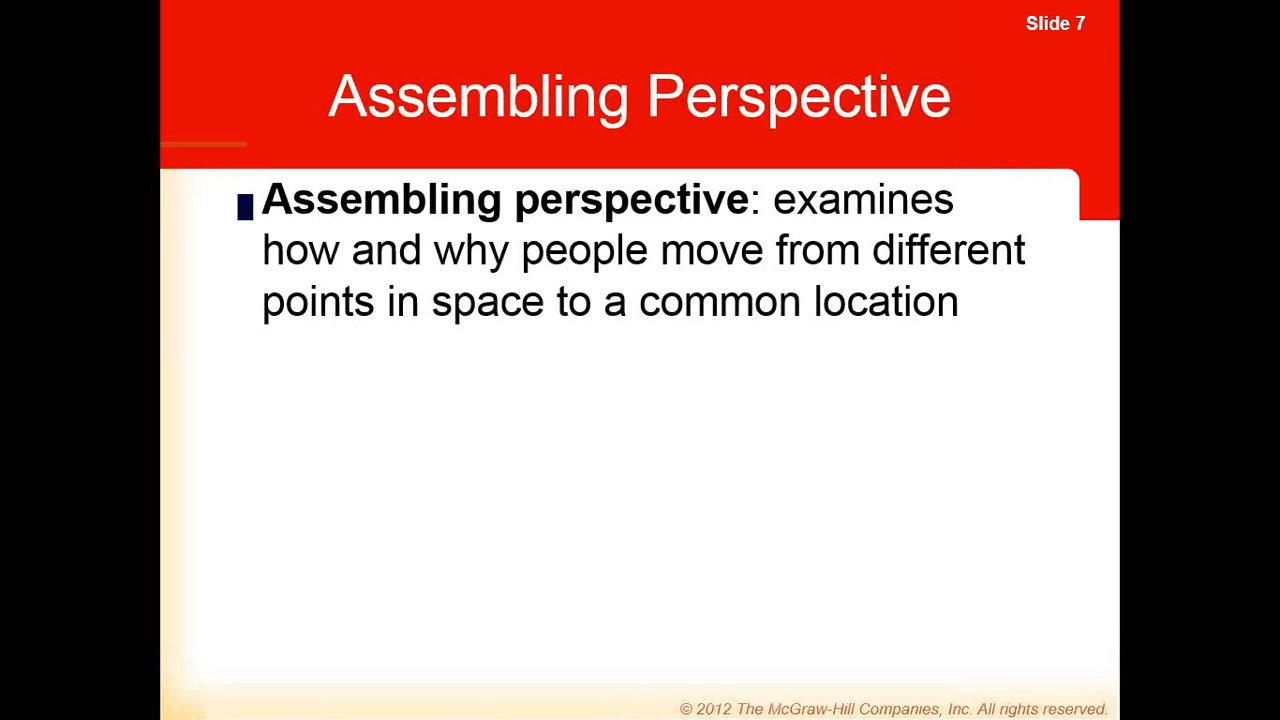 Slide 7
Assembling Perspective
Assembling perspective: examines
how and why people move from different
points in space to a common location
© 2012 The McGraw-Hill Companies, Inc. All rights reserved.